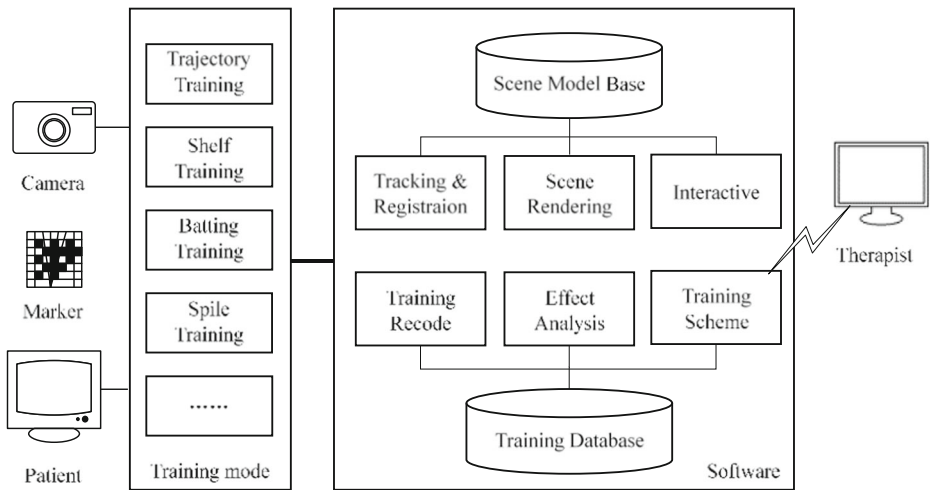 Camera
Marker
Patient
Trajectory
Training
Shelf
Training
Batting
Training
Spile
Training
......
Training mode
Scene Model Base
Tracking &
Registraion
Scene
Rendering
Interactive
Training
Recode
Effect
Analysis
Training
Scheme
Training Database
Software
Therapist